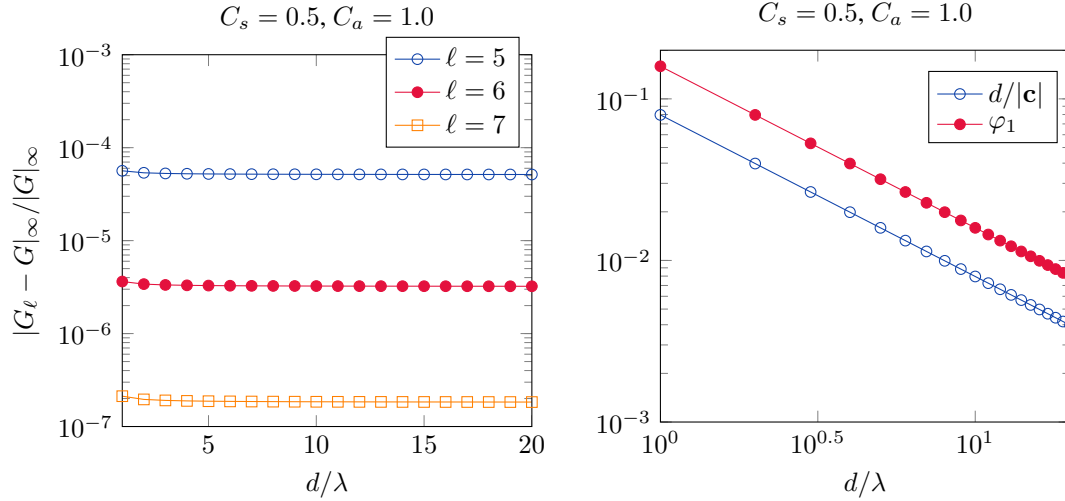 C_s = 0.5, C_a = 1.0
|G_ℓ − G|_∞/|G|_∞
10^{−3}
10^{−4}
10^{−5}
10^{−6}
10^{−7}
ℓ = 5
ℓ = 6
ℓ = 7
5 10 15 20
d/λ
C_s = 0.5, C_a = 1.0
10^{−1}
10^{−2}
10^{−3}
d/|𝐜|
φ_1
10^0 10^{0.5} 10^1
d/λ